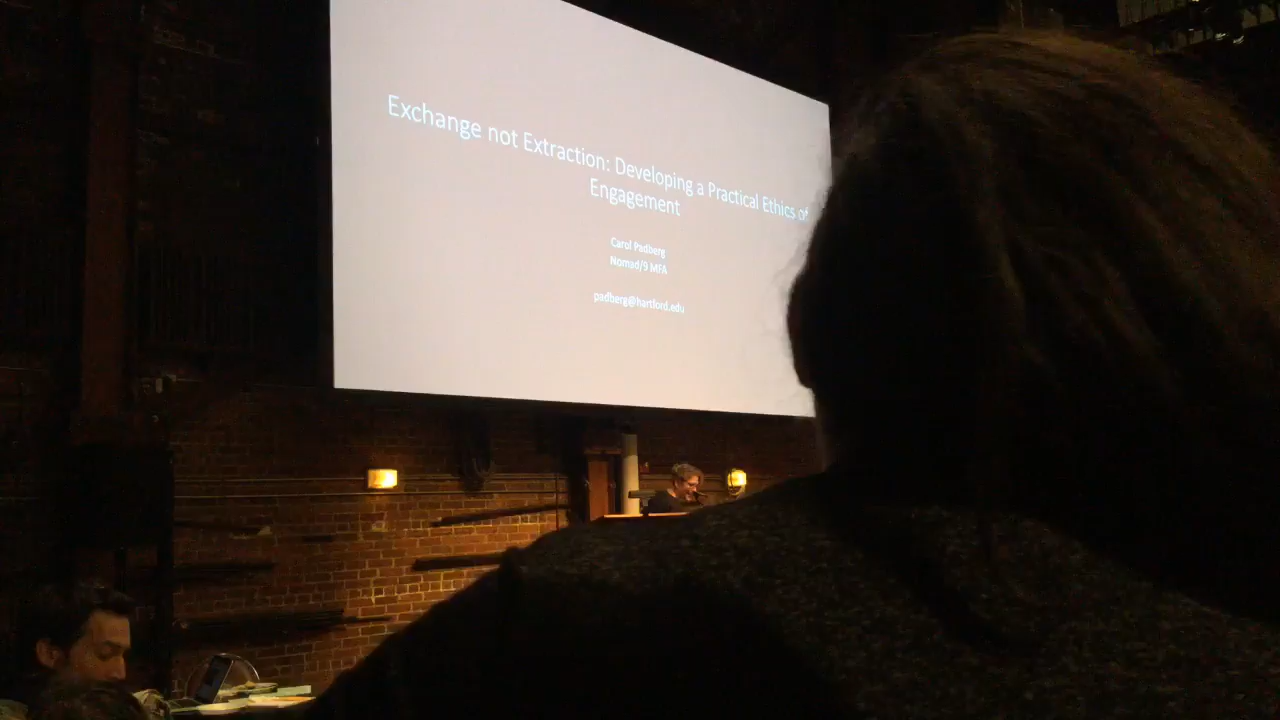 Exchange not Extraction: Developing a Practical Ethics of
Engagement
Carol Padberg
Nomad/9 MFA
padberg@hartford.edu